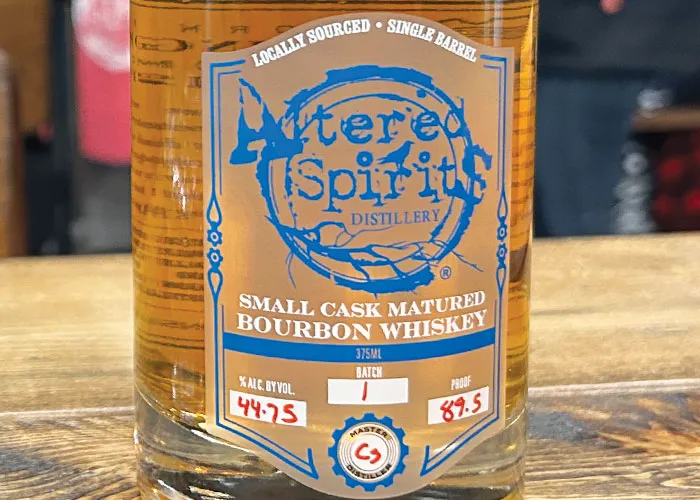 LOCALLY SOURCED • SINGLE BARREL
Altered
Spirits
DISTILLERY
®
SMALL CASK MATURED
BOURBON WHISKEY
375ML
% ALC. BY VOL.
44.75
BATCH
1
PROOF
89.5
MASTER
CS
DISTILLER